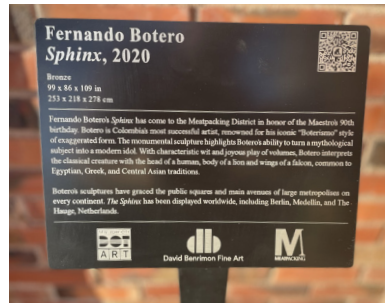 Fernando Botero
Sphinx, 2020
Bronze
99 x 86 x 109 in
253 x 218 x 278 cm
Fernando Botero's Sphinx has come to the Meatpacking District in honor of the Maestro's 90th
birthday. Botero is Colombia's most successful artist, renowned for his iconic "Boterismo" style
of exaggerated form. The monumental sculpture highlights Botero's ability to turn a mythological
subject into a modern idol. With characteristic wit and joyous play of volumes, Botero interprets
the classical creature with the head of a human, body of a lion and wings of a falcon, common to
Egyptian, Greek, and Central Asian traditions.
Botero's sculptures have graced the public squares and main avenues of large metropolises on
every continent. The Sphinx has been displayed worldwide, including Berlin, Medellin, and The
Hauge, Netherlands.
DOT
ART
David Benrimon Fine Art
M
MEATPACKING